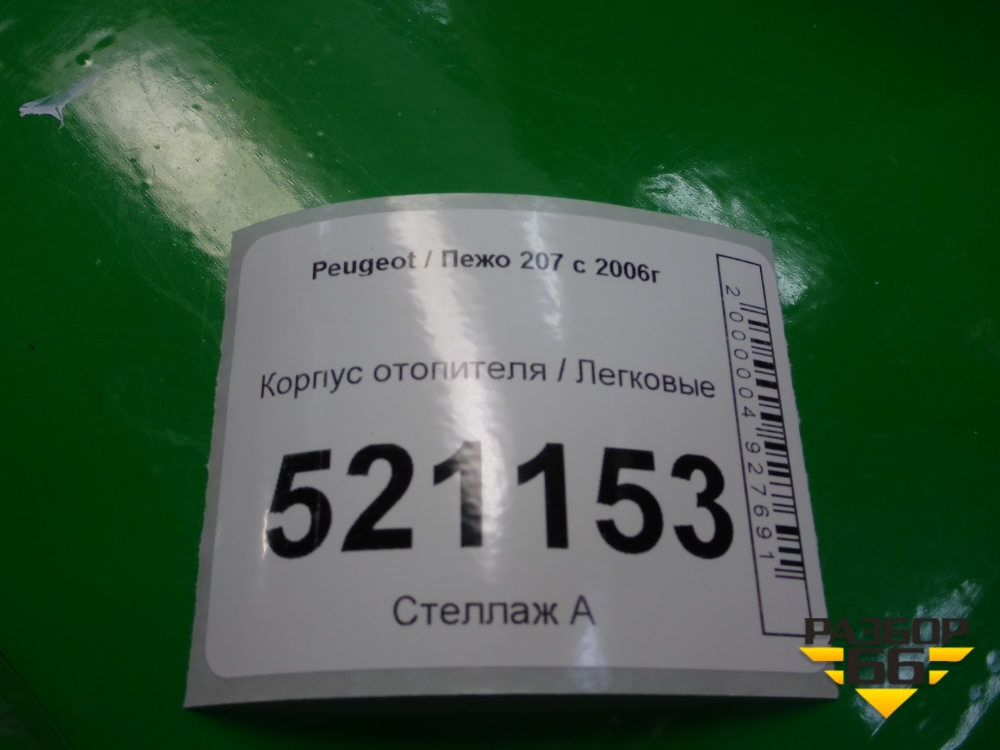 Peugeot / Пежо 207 с 2006г
Корпус отопителя / Легковые
521153
Стеллаж А
2000004927691
РАЗБОР
66